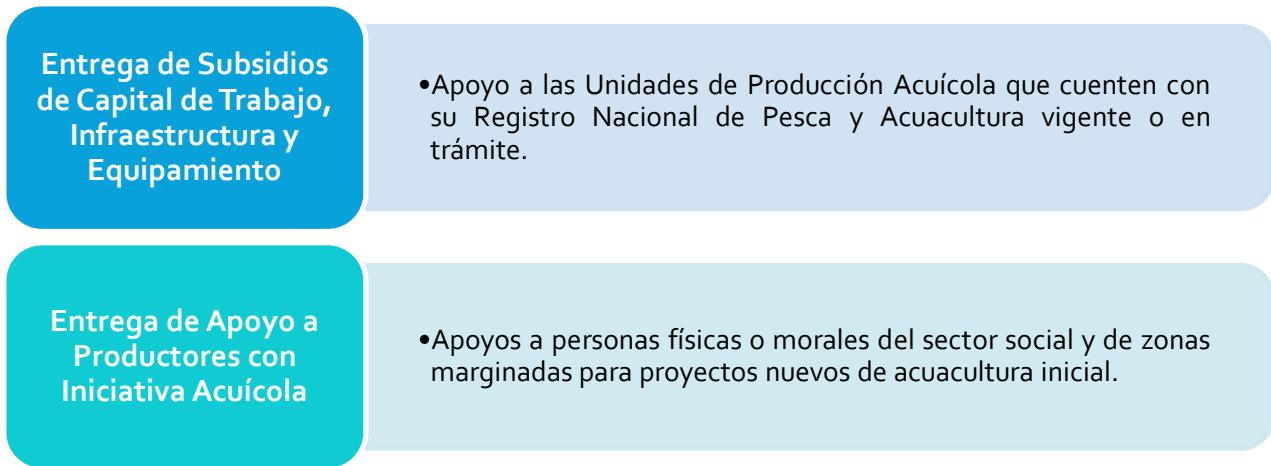 Entrega de Subsidios
de Capital de Trabajo,
Infraestructura y
Equipamiento
•Apoyo a las Unidades de Producción Acuícola que cuenten con
su Registro Nacional de Pesca y Acuacultura vigente o en
trámite.
Entrega de Apoyo a
Productores con
Iniciativa Acuícola
•Apoyos a personas físicas o morales del sector social y de zonas
marginadas para proyectos nuevos de acuacultura inicial.